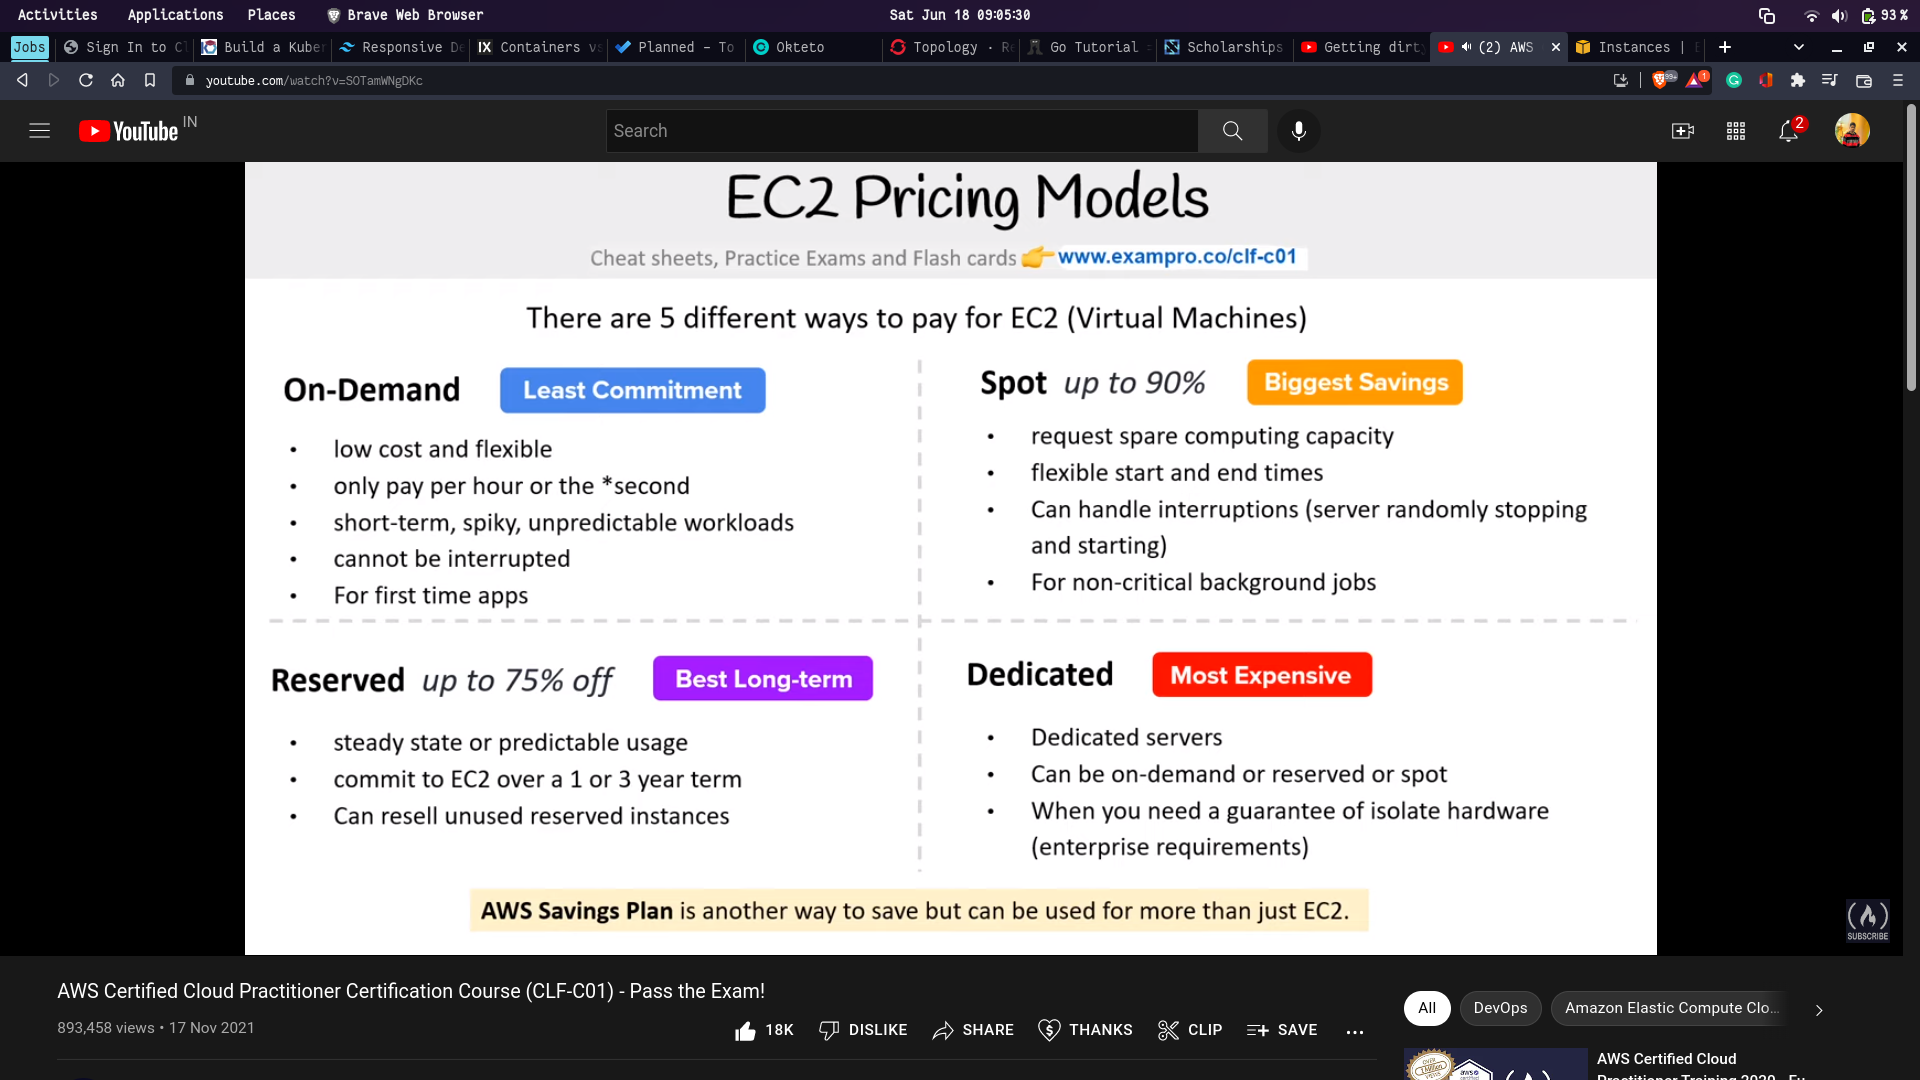 Activities Applications Places Brave Web Browser Sat Jun 18 09:05:30 93 %
Jobs Sign In to Cl Build a Kuber Responsive De Containers vs Planned – To Okteto Topology · Re Go Tutorial Scholarships Getting dirty (2) AWS Instances |
youtube.com/watch?v=SOTamWNgDKc 99+ 1
YouTube IN Search 2
EC2 Pricing Models
Cheat sheets, Practice Exams and Flash cards 👉 www.exampro.co/clf-c01
There are 5 different ways to pay for EC2 (Virtual Machines)
On-Demand Least Commitment
• low cost and flexible
• only pay per hour or the *second
• short-term, spiky, unpredictable workloads
• cannot be interrupted
• For first time apps
Spot up to 90% Biggest Savings
• request spare computing capacity
• flexible start and end times
• Can handle interruptions (server randomly stopping
and starting)
• For non-critical background jobs
Reserved up to 75% off Best Long-term
• steady state or predictable usage
• commit to EC2 over a 1 or 3 year term
• Can resell unused reserved instances
Dedicated Most Expensive
• Dedicated servers
• Can be on-demand or reserved or spot
• When you need a guarantee of isolate hardware
(enterprise requirements)
AWS Savings Plan is another way to save but can be used for more than just EC2.
SUBSCRIBE
AWS Certified Cloud Practitioner Certification Course (CLF-C01) - Pass the Exam!
893,458 views • 17 Nov 2021
18K DISLIKE SHARE THANKS CLIP SAVE ...
All DevOps Amazon Elastic Compute Clo...
AWS Certified Cloud
Practitioner Training 2020 - Fu